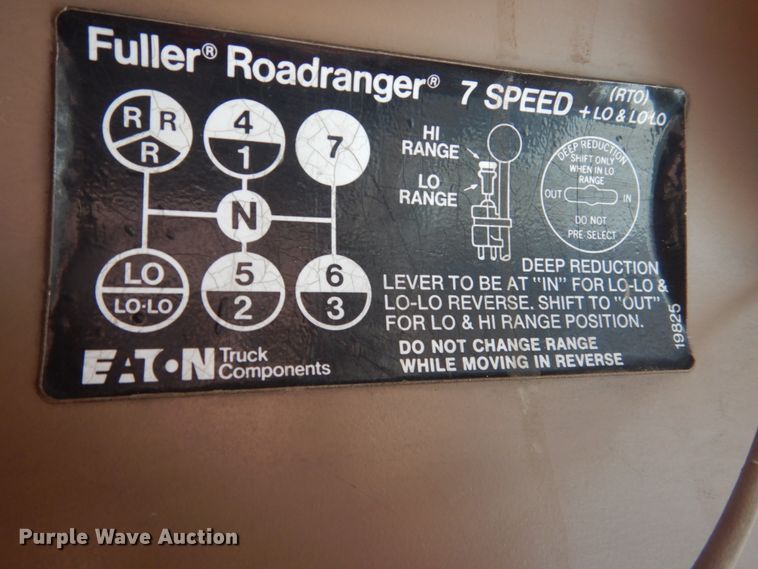 Fuller® Roadranger® 7 SPEED (RTO)
+ LO & LO-LO
R R R
4
1
7
N
LO
LO-LO
5
2
6
3
HI
RANGE
LO
RANGE
DEEP REDUCTION
SHIFT ONLY
WHEN IN LO
RANGE
OUT IN
DO NOT
PRE-SELECT
DEEP REDUCTION
LEVER TO BE AT "IN" FOR LO-LO &
LO-LO REVERSE. SHIFT TO "OUT"
FOR LO & HI RANGE POSITION.
DO NOT CHANGE RANGE
WHILE MOVING IN REVERSE
19825
EATON Truck
Components
Purple Wave Auction